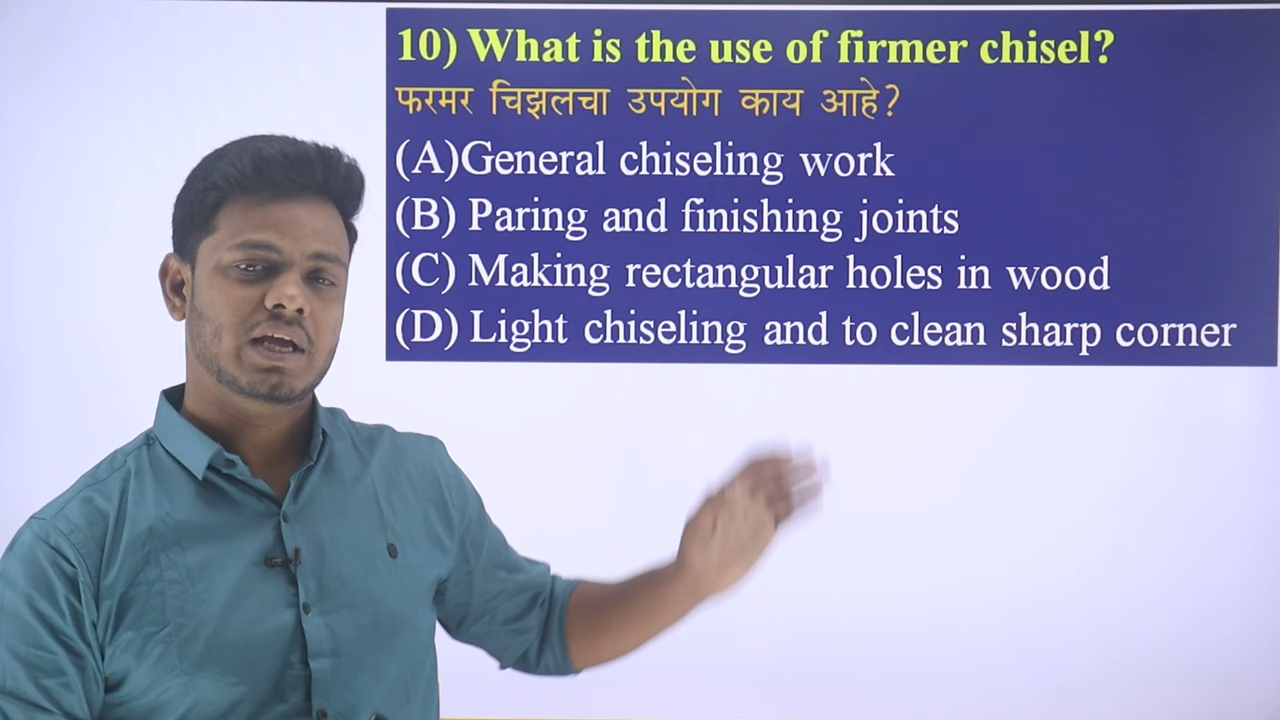 10) What is the use of firmer chisel?
फरमर चिझलचा उपयोग काय आहे?
(A)General chiseling work
(B) Paring and finishing joints
(C) Making rectangular holes in wood
(D) Light chiseling and to clean sharp corner